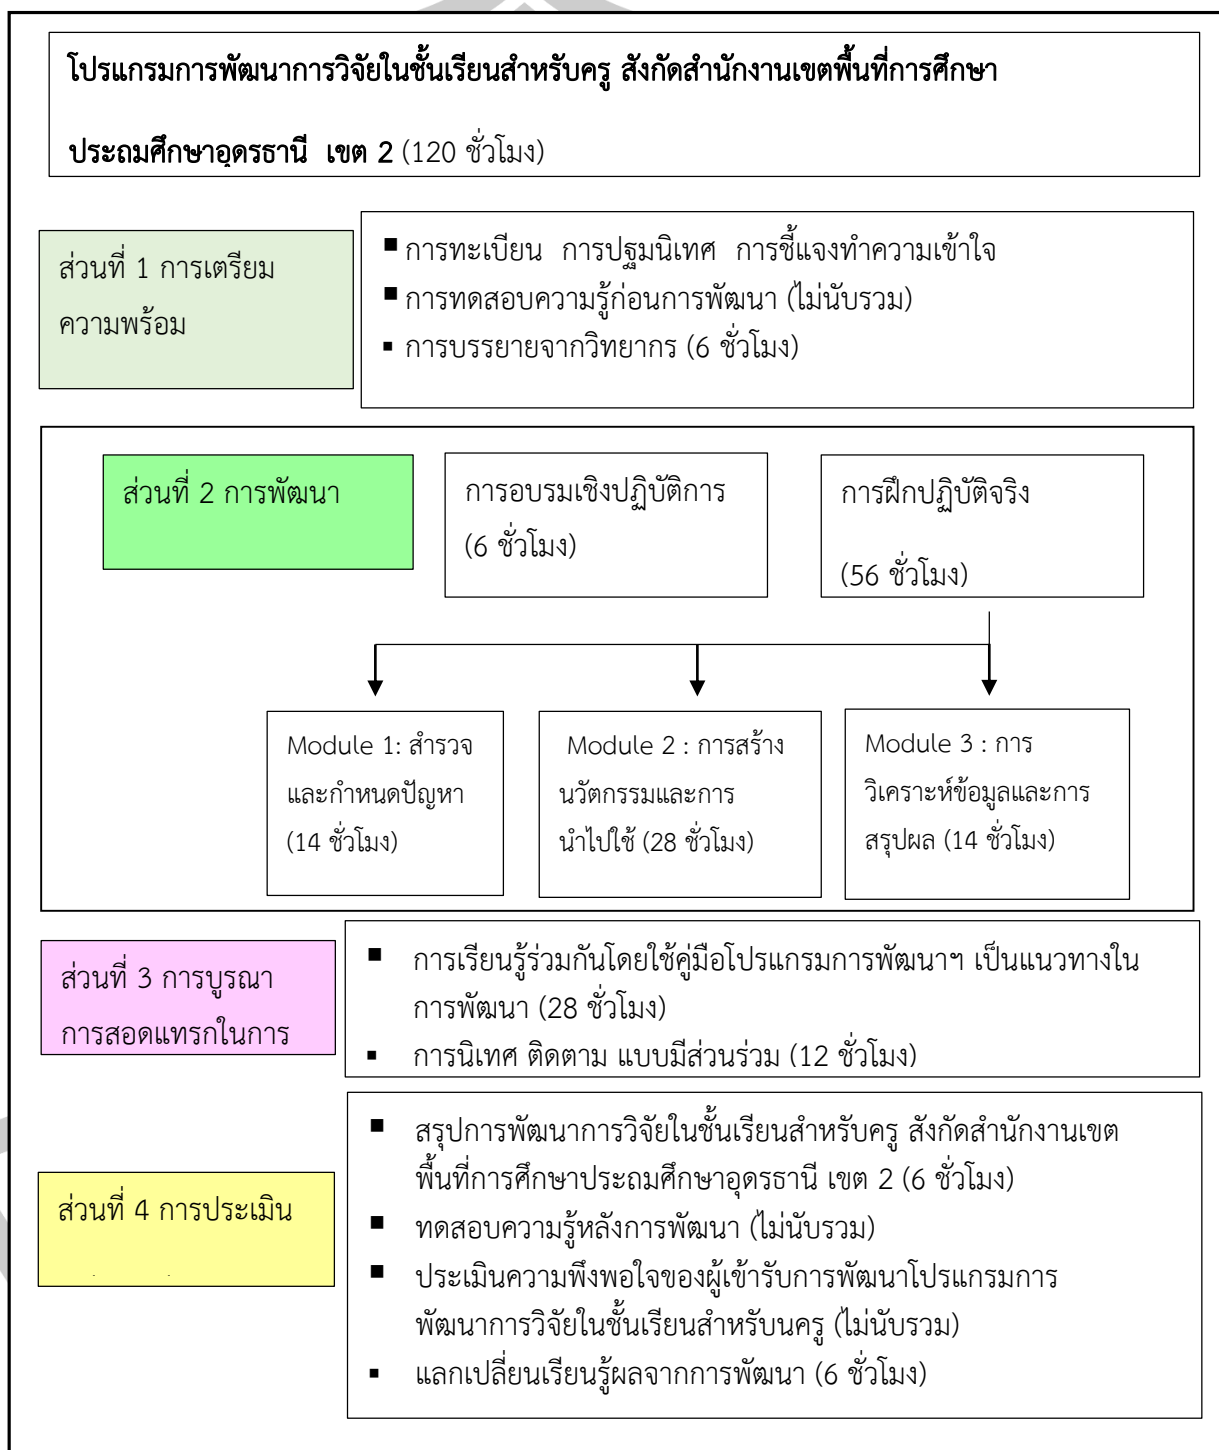 โปรแกรมการพัฒนาการวิจัยในชั้นเรียนสำหรับครู สังกัดสำนักงานเขตพื้นที่การศึกษา
ประถมศึกษาอุดรธานี เขต 2 (120 ชั่วโมง)
ส่วนที่ 1 การเตรียม
ความพร้อม
▪ การทะเบียน การปฐมนิเทศ การชี้แจงทำความเข้าใจ
▪ การทดสอบความรู้ก่อนการพัฒนา (ไม่นับรวม)
▪ การบรรยายจากวิทยากร (6 ชั่วโมง)
ส่วนที่ 2 การพัฒนา
การอบรมเชิงปฏิบัติการ
(6 ชั่วโมง)
การฝึกปฏิบัติจริง
(56 ชั่วโมง)
Module 1: สำรวจ
และกำหนดปัญหา
(14 ชั่วโมง)
Module 2 : การสร้าง
นวัตกรรมและการ
นำไปใช้ (28 ชั่วโมง)
Module 3 : การ
วิเคราะห์ข้อมูลและการ
สรุปผล (14 ชั่วโมง)
ส่วนที่ 3 การบูรณา
การสอดแทรกในการ
▪ การเรียนรู้ร่วมกันโดยใช้คู่มือโปรแกรมการพัฒนาฯ เป็นแนวทางใน
การพัฒนา (28 ชั่วโมง)
▪ การนิเทศ ติดตาม แบบมีส่วนร่วม (12 ชั่วโมง)
ส่วนที่ 4 การประเมิน
▪ สรุปการพัฒนาการวิจัยในชั้นเรียนสำหรับครู สังกัดสำนักงานเขต
พื้นที่การศึกษาประถมศึกษาอุดรธานี เขต 2 (6 ชั่วโมง)
▪ ทดสอบความรู้หลังการพัฒนา (ไม่นับรวม)
▪ ประเมินความพึงพอใจของผู้เข้ารับการพัฒนาโปรแกรมการ
พัฒนาการวิจัยในชั้นเรียนสำหรับนครู (ไม่นับรวม)
▪ แลกเปลี่ยนเรียนรู้ผลจากการพัฒนา (6 ชั่วโมง)